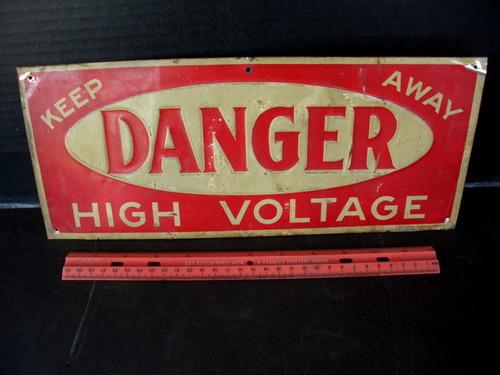 KEEP AWAY
DANGER
HIGH VOLTAGE